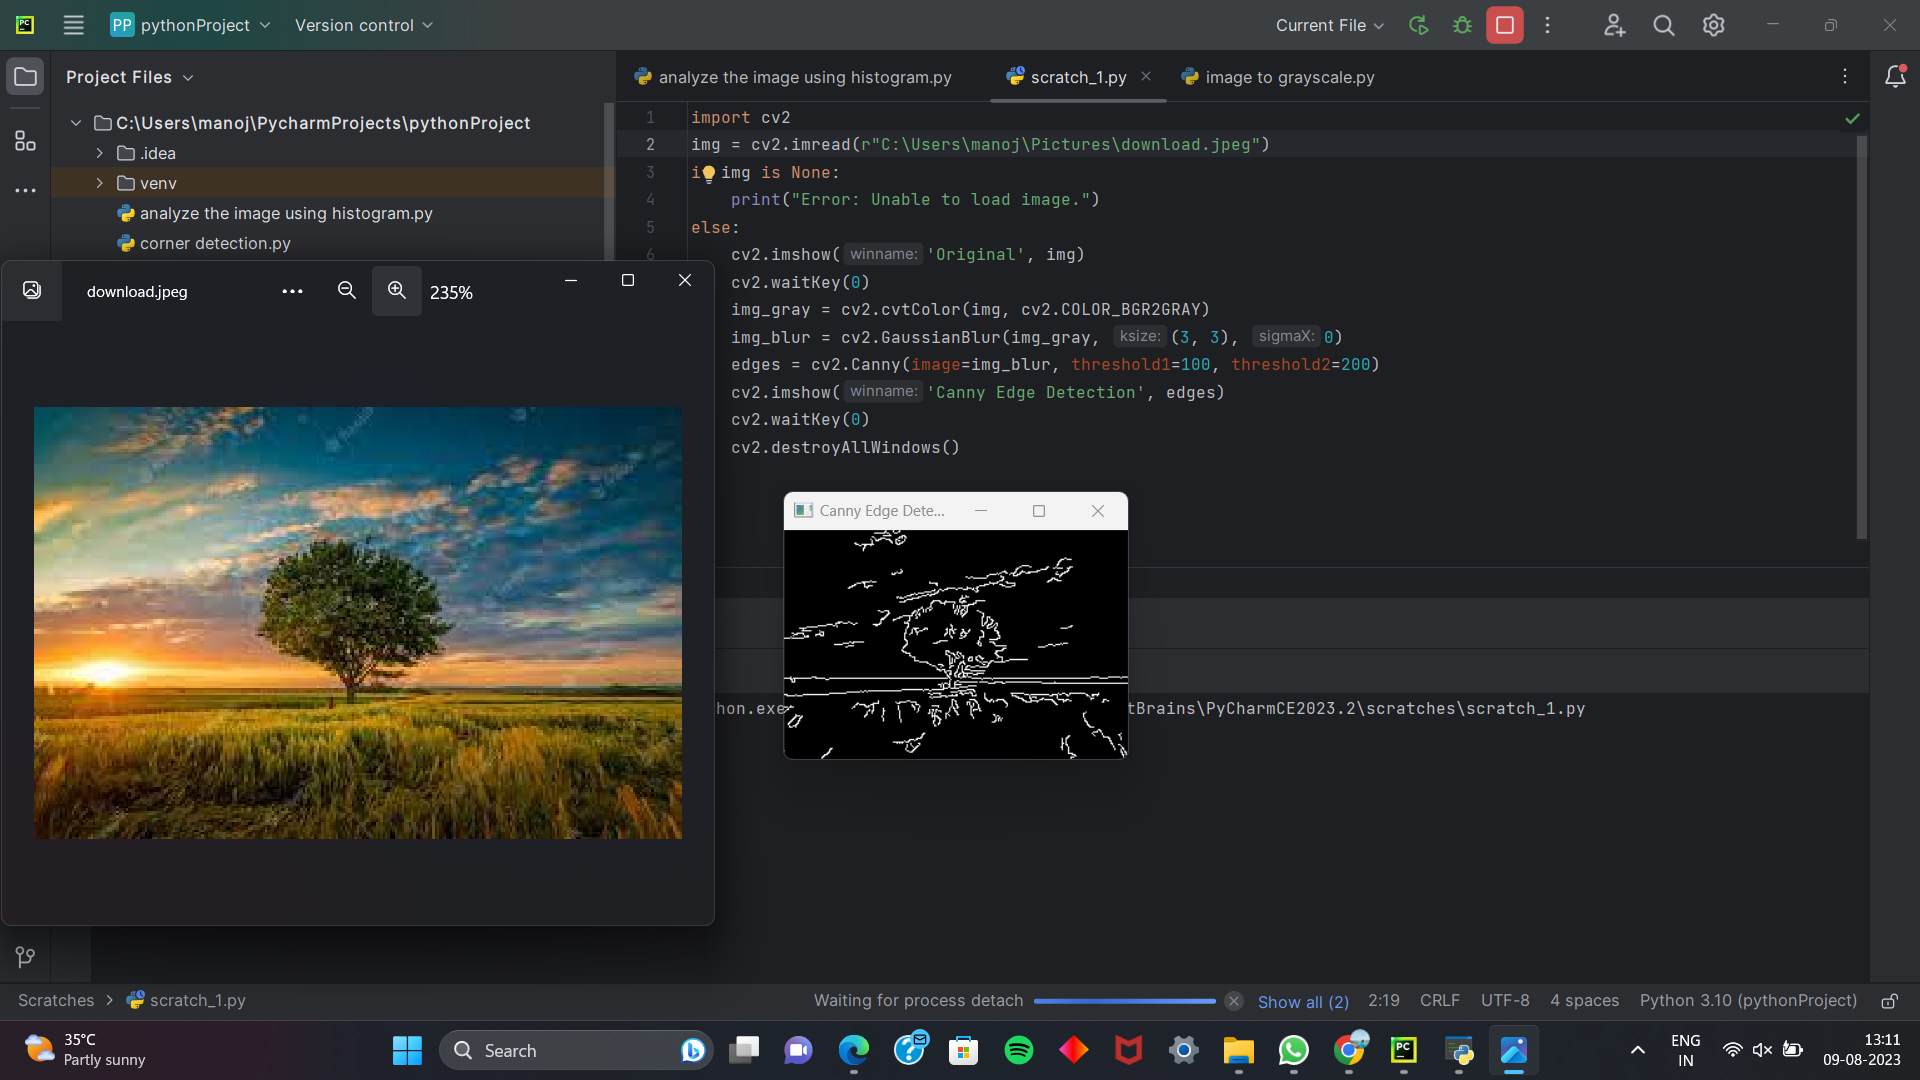 PC
PP pythonProject
Version control
Current File
Project Files
analyze the image using histogram.py
scratch_1.py
image to grayscale.py
C:\Users\manoj\PycharmProjects\pythonProject
.idea
venv
analyze the image using histogram.py
corner detection.py
1 import cv2
2 img = cv2.imread(r"C:\Users\manoj\Pictures\download.jpeg")
3 i img is None:
4 print("Error: Unable to load image.")
5 else:
6 cv2.imshow( winname: 'Original', img)
cv2.waitKey(0)
img_gray = cv2.cvtColor(img, cv2.COLOR_BGR2GRAY)
img_blur = cv2.GaussianBlur(img_gray, ksize: (3, 3), sigmaX: 0)
edges = cv2.Canny(image=img_blur, threshold1=100, threshold2=200)
cv2.imshow( winname: 'Canny Edge Detection', edges)
cv2.waitKey(0)
cv2.destroyAllWindows()
download.jpeg
235%
Canny Edge Dete...
hon.exe
tBrains\PyCharmCE2023.2\scratches\scratch_1.py
Scratches > scratch_1.py
Waiting for process detach
Show all (2)
2:19
CRLF
UTF-8
4 spaces
Python 3.10 (pythonProject)
35°C
Partly sunny
Search
PC
ENG
IN
13:11
09-08-2023